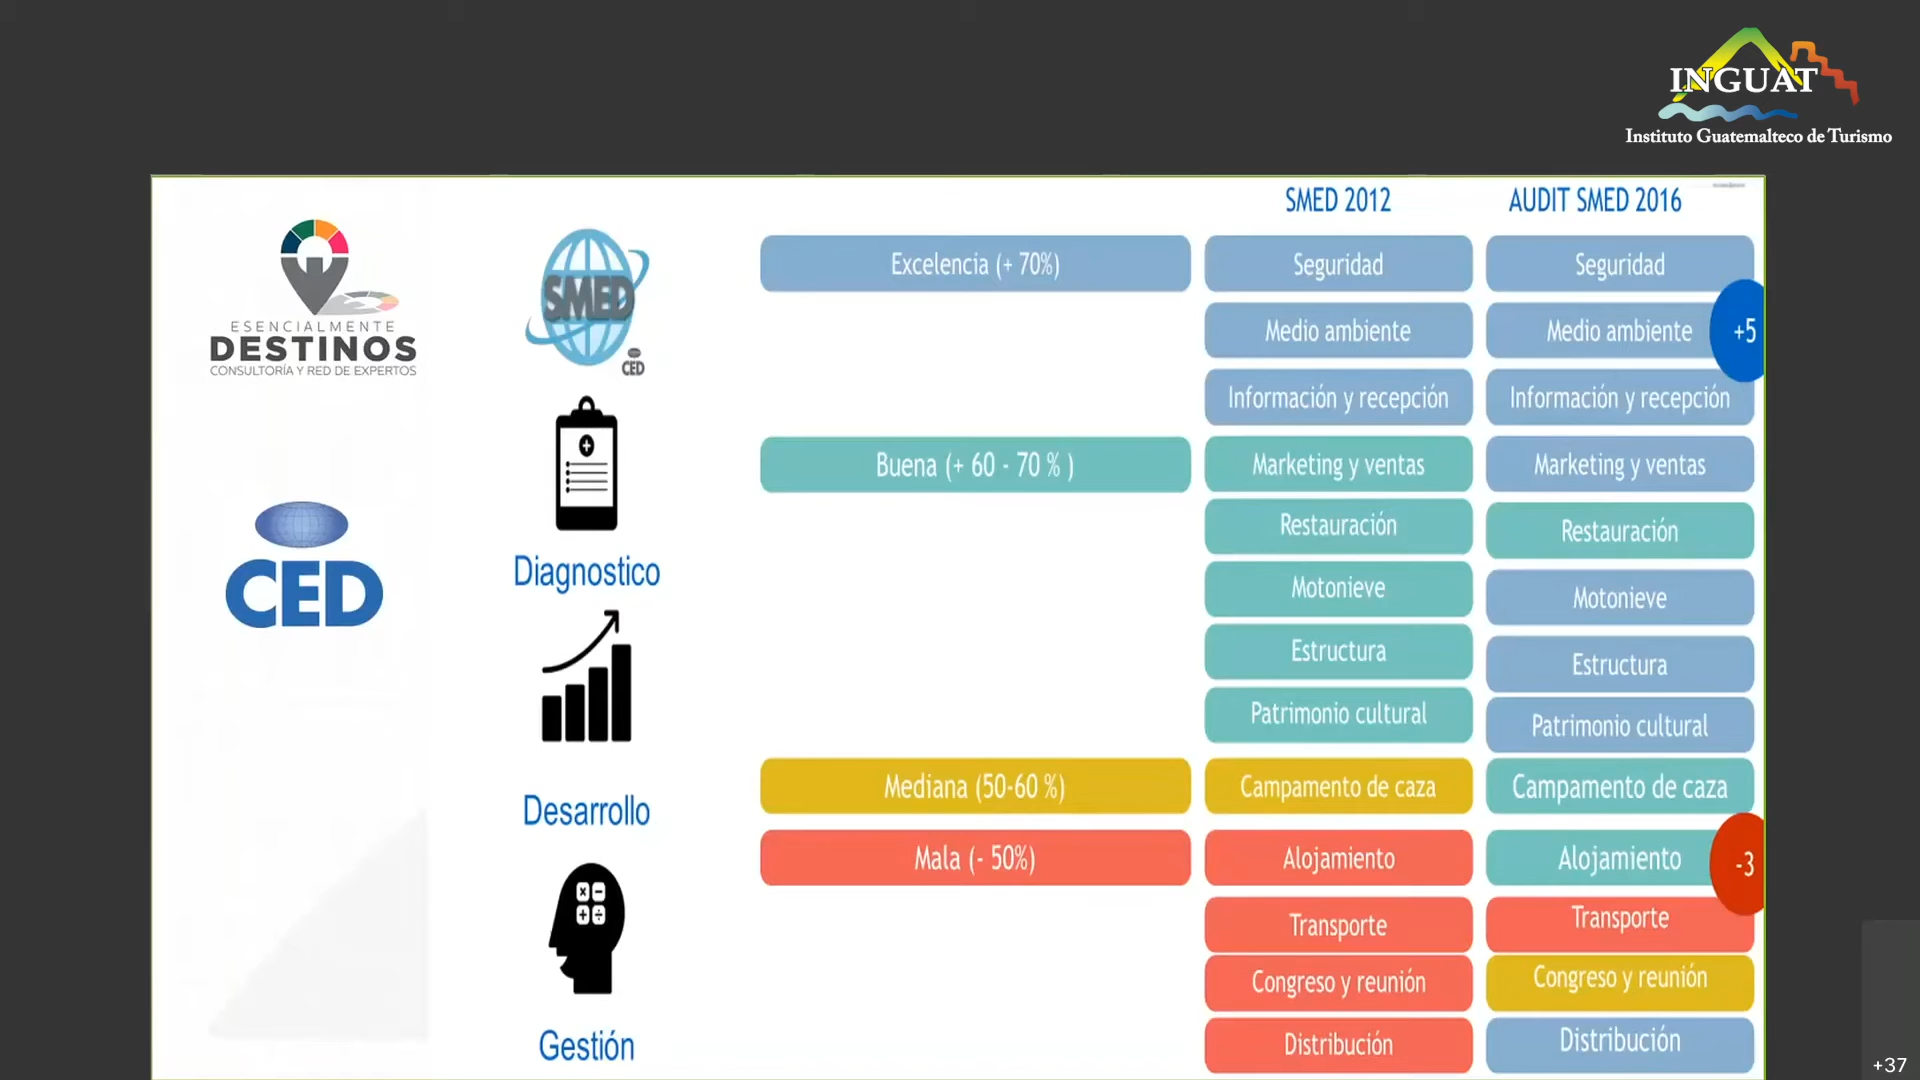 INGUAT
Instituto Guatemalteco de Turismo
SMED 2012
AUDIT SMED 2016
ESENCIALMENTE
DESTINOS
CONSULTORÍA Y RED DE EXPERTOS
SMED
CED
CED
Diagnostico
Desarrollo
Gestión
Excelencia (+ 70%)
Seguridad
Seguridad
Medio ambiente
Medio ambiente
+5
Información y recepción
Información y recepción
Buena (+ 60 - 70 % )
Marketing y ventas
Marketing y ventas
Restauración
Restauración
Motonieve
Motonieve
Estructura
Estructura
Patrimonio cultural
Patrimonio cultural
Mediana (50-60 %)
Campamento de caza
Campamento de caza
Mala (- 50%)
Alojamiento
Alojamiento
-3
Transporte
Transporte
Congreso y reunión
Congreso y reunión
Distribución
Distribución
+37